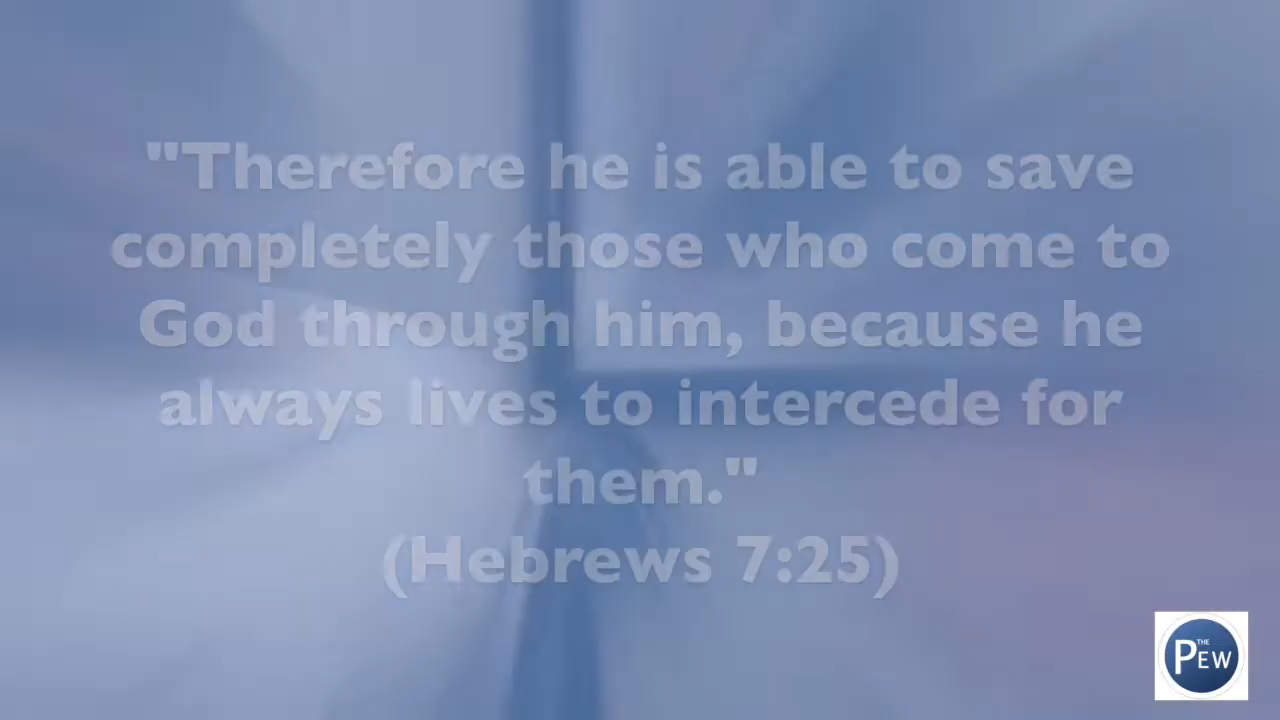 "Therefore he is able to save
completely those who come to
God through him, because he
always lives to intercede for
them."
(Hebrews 7:25)
THE
PEW